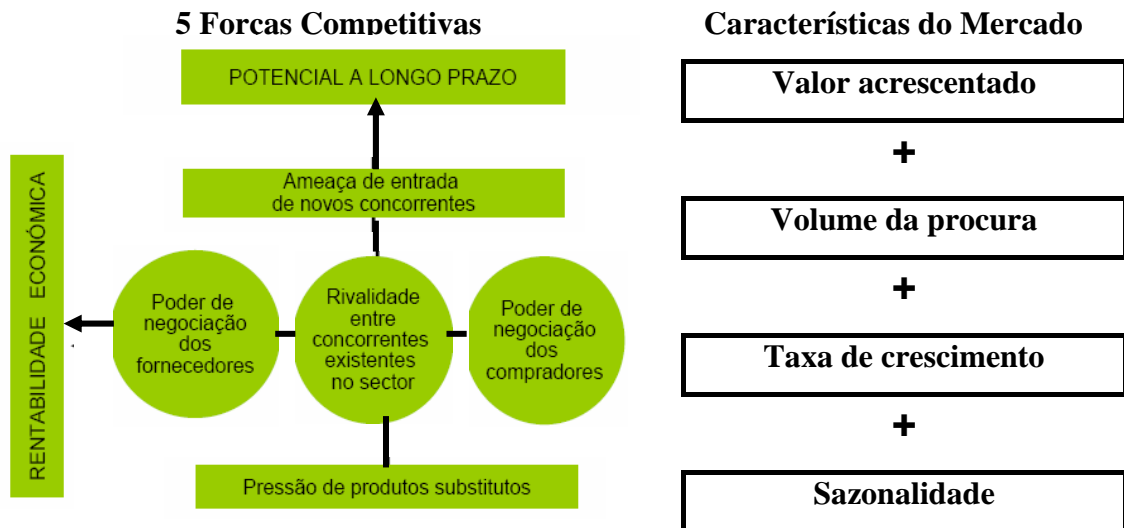 5 Forcas Competitivas
POTENCIAL A LONGO PRAZO
Ameaça de entrada
de novos concorrentes
RENTABILIDADE ECONÓMICA
Poder de
negociação
dos
fornecedores
Rivalidade
entre
concorrentes
existentes
no sector
Poder de
negociação
dos
compradores
Pressão de produtos substitutos
Características do Mercado
Valor acrescentado
+
Volume da procura
+
Taxa de crescimento
+
Sazonalidade